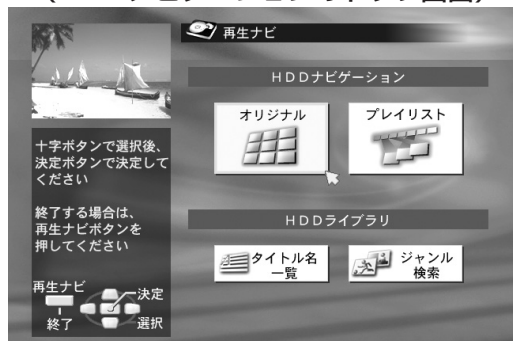 再生ナビ
HDDナビゲーション
オリジナル
プレイリスト
十字ボタンで選択後、
決定ボタンで決定して
ください
終了する場合は、
再生ナビボタンを
押してください
HDDライブラリ
タイトル名
一覧
ジャンル
検索
再生ナビ
決定
終了
選択